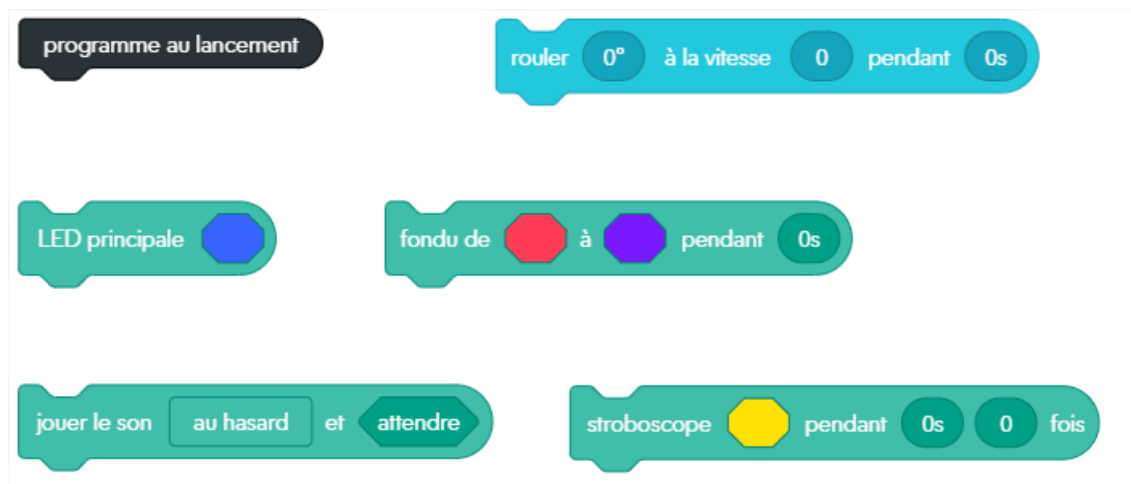 programme au lancement
rouler 0° à la vitesse 0 pendant 0s
LED principale
fondu de à pendant 0s
jouer le son au hasard et attendre
stroboscope pendant 0s 0 fois